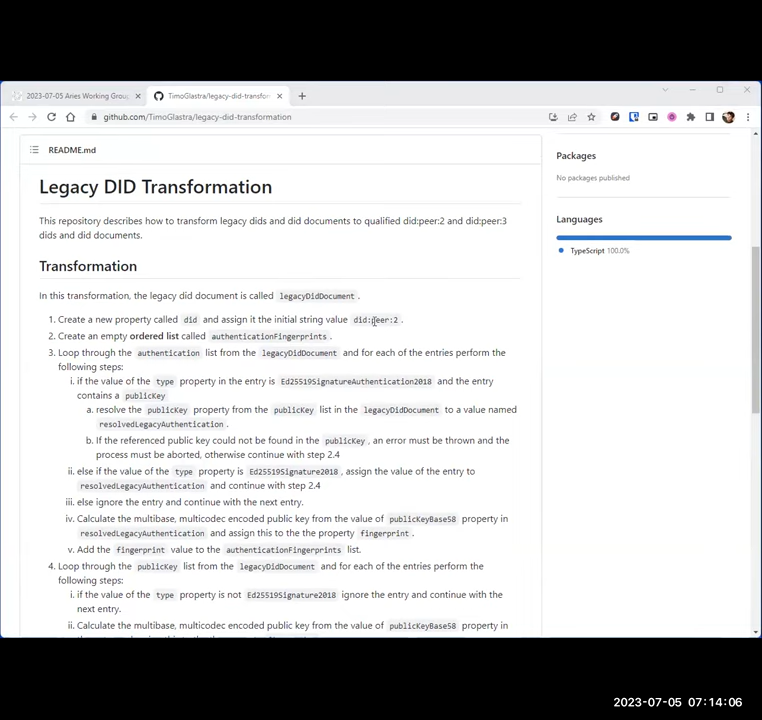 2023-07-05 Aries Working Grou
TimoGlastra/legacy-did-transfor
github.com/TimoGlastra/legacy-did-transformation
README.md
Legacy DID Transformation
This repository describes how to transform legacy dids and did documents to qualified did:peer:2 and did:peer:3
dids and did documents.
Transformation
In this transformation, the legacy did document is called legacyDidDocument .
1. Create a new property called did and assign it the initial string value did:peer:2 .
2. Create an empty ordered list called authenticationFingerprints .
3. Loop through the authentication list from the legacyDidDocument and for each of the entries perform the
following steps:
i. if the value of the type property in the entry is Ed25519SignatureAuthentication2018 and the entry
contains a publicKey
a. resolve the publicKey property from the publicKey list in the legacyDidDocument to a value named
resolvedLegacyAuthentication .
b. If the referenced public key could not be found in the publicKey , an error must be thrown and the
process must be aborted, otherwise continue with step 2.4
ii. else if the value of the type property is Ed25519Signature2018, assign the value of the entry to
resolvedLegacyAuthentication and continue with step 2.4
iii. else ignore the entry and continue with the next entry.
iv. Calculate the multibase, multicodec encoded public key from the value of publicKeyBase58 property in
resolvedLegacyAuthentication and assign this to the the property fingerprint .
v. Add the fingerprint value to the authenticationFingerprints list.
4. Loop through the publicKey list from the legacyDidDocument and for each of the entries perform the
following steps:
i. if the value of the type property is not Ed25519Signature2018 ignore the entry and continue with the
next entry.
ii. Calculate the multibase, multicodec encoded public key from the value of publicKeyBase58 property in
Packages
No packages published
Languages
TypeScript 100.0%
2023-07-05 07:14:06